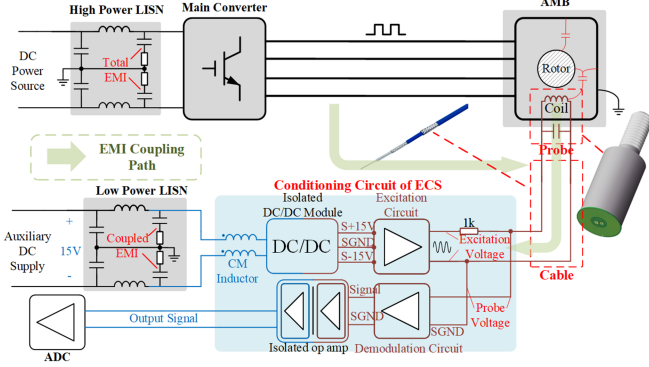 High Power LISN
Main Converter
AMB
DC
Power
Source
Total
EMI
Rotor
Coil
Probe
EMI Coupling
Path
Low Power LISN
Conditioning Circuit of ECS
Isolated
DC/DC Module
Excitation
Circuit
Auxiliary
DC
Supply
+
15V
-
Coupled
EMI
CM
Inductor
DC/DC
S+15V
SGND
S-15V
1k
Excitation
Voltage
Cable
Signal
SGND
Probe
Voltage
SGND
Output Signal
ADC
Isolated op amp
Demodulation Circuit